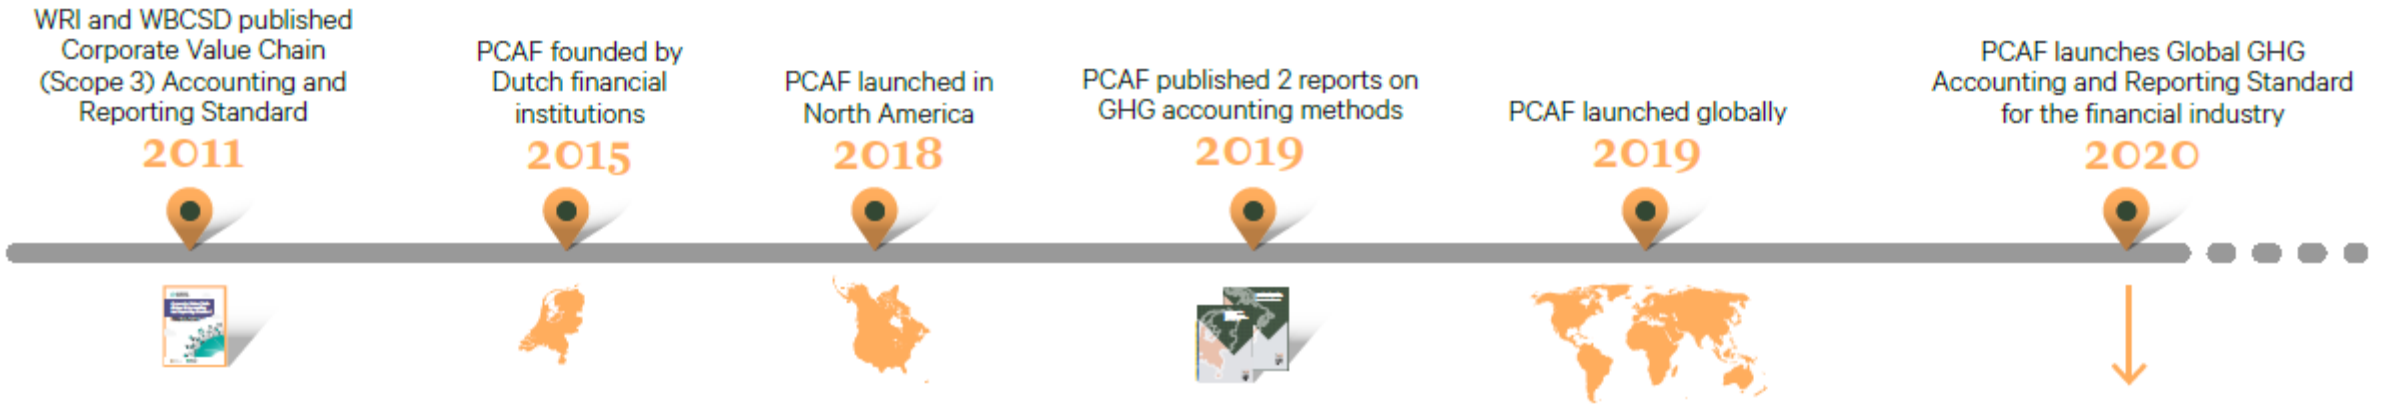 WRI and WBCSD published
Corporate Value Chain
(Scope 3) Accounting and
Reporting Standard
2011
PCAF founded by
Dutch financial
institutions
2015
PCAF launched in
North America
2018
PCAF published 2 reports on
GHG accounting methods
2019
PCAF launched globally
2019
PCAF launches Global GHG
Accounting and Reporting Standard
for the financial industry
2020